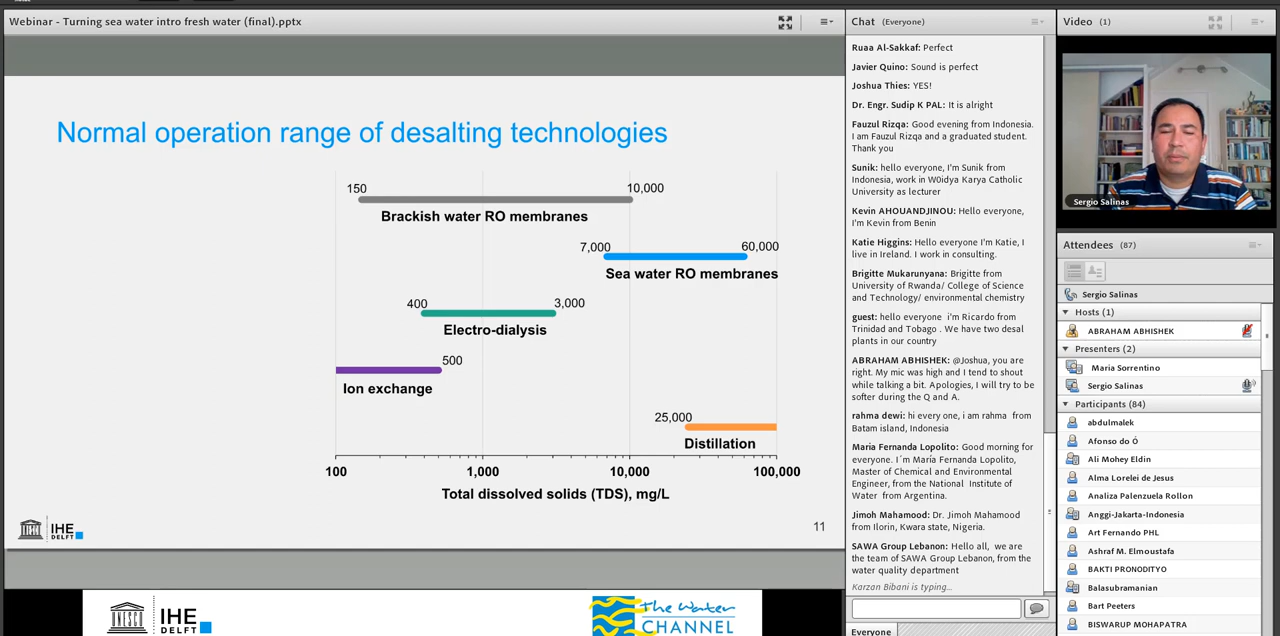 Webinar - Turning sea water intro fresh water (final).pptx
Normal operation range of desalting technologies
150
10,000
Brackish water RO membranes
7,000
60,000
Sea water RO membranes
400
3,000
Electro-dialysis
500
Ion exchange
25,000
Distillation
100
1,000
10,000
100,000
Total dissolved solids (TDS), mg/L
UNESCO
IHE
DELFT
11
UNESCO
IHE
DELFT
The Water
CHANNEL
Chat (Everyone)
Ruaa Al-Sakkaf: Perfect
Javier Quino: Sound is perfect
Joshua Thies: YES!
Dr. Engr. Sudip K PAL: It is alright
Fauzul Rizqa: Good evening from Indonesia.
I am Fauzul Rizqa and a graduated student.
Thank you
Sunik: hello everyone, I'm Sunik from
Indonesia, work in W0idya Karya Catholic
University as lecturer
Kevin AHOUANDJINOU: Hello everyone,
I'm Kevin from Benin
Katie Higgins: Hello everyone I'm Katie, I
live in Ireland. I work in consulting.
Brigitte Mukarunyana: Brigitte from
University of Rwanda/ College of Science
and Technology/ environmental chemistry
guest: hello everyone i'm Ricardo from
Trinidad and Tobago . We have two desal
plants in our country
ABRAHAM ABHISHEK: @Joshua, you are
right. My mic was high and I tend to shout
while talking a bit. Apologies, I will try to be
softer during the Q and A.
rahma dewi: hi every one, i am rahma from
Batam island, Indonesia
Maria Fernanda Lopolito: Good morning for
everyone. I´m María Fernanda Lopolito,
Master of Chemical and Environmental
Engineer, from the National Institute of
Water from Argentina.
Jimoh Mahamood: Dr. Jimoh Mahamood
from Ilorin, Kwara state, Nigeria.
SAWA Group Lebanon: Hello all, we are
the team of SAWA Group Lebanon, from the
water quality department
Karzan Bibani is typing...
Everyone
Video (1)
Sergio Salinas
Attendees (87)
Sergio Salinas
Hosts (1)
ABRAHAM ABHISHEK
Presenters (2)
Maria Sorrentino
Sergio Salinas
Participants (84)
abdulmalek
Afonso do Ó
Ali Mohey Eldin
Alma Lorelei de Jesus
Analiza Palenzuela Rollon
Anggi-Jakarta-Indonesia
Art Fernando PHL
Ashraf M. Elmoustafa
BAKTI PRONODITYO
Balasubramanian
Bart Peeters
BISWARUP MOHAPATRA